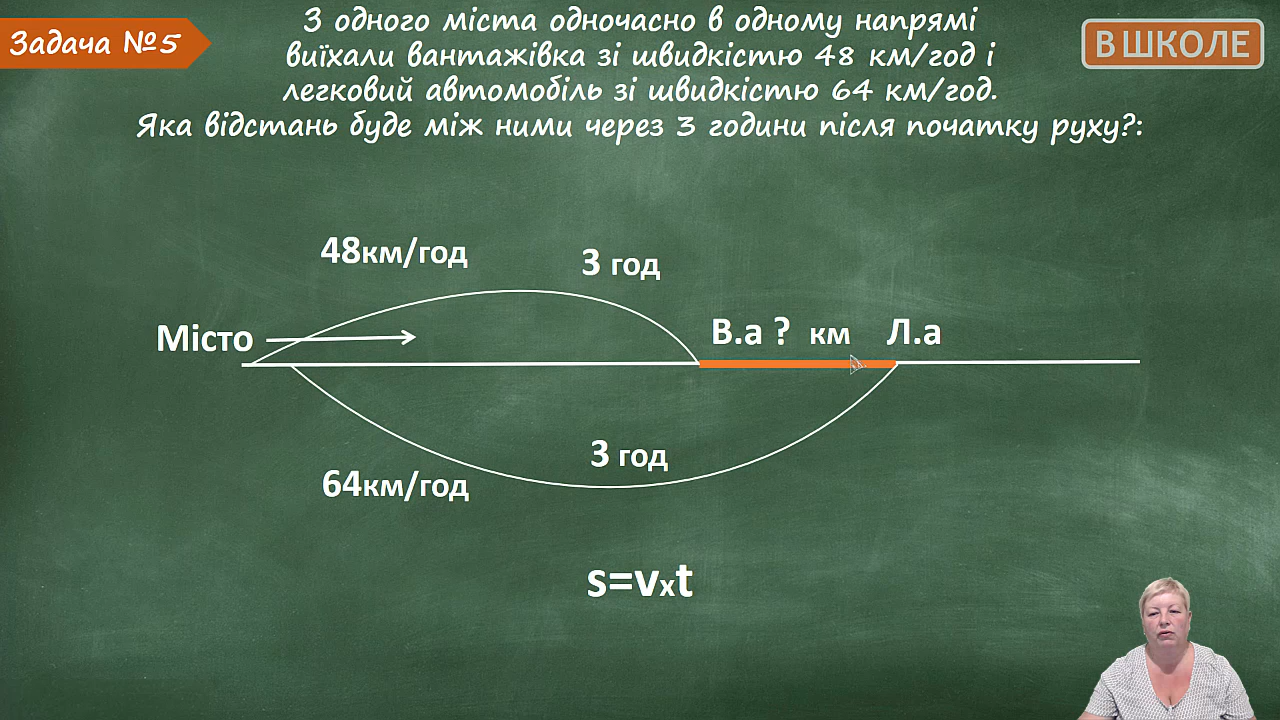 Задача №5
З одного міста одночасно в одному напрямі
виїхали вантажівка зі швидкістю 48 км/год і
легковий автомобіль зі швидкістю 64 км/год.
Яка відстань буде між ними через 3 години після початку руху?:
В ШКОЛЕ
48км/год
3 год
Місто
В.а ? км Л.а
3 год
64км/год
s=vxt